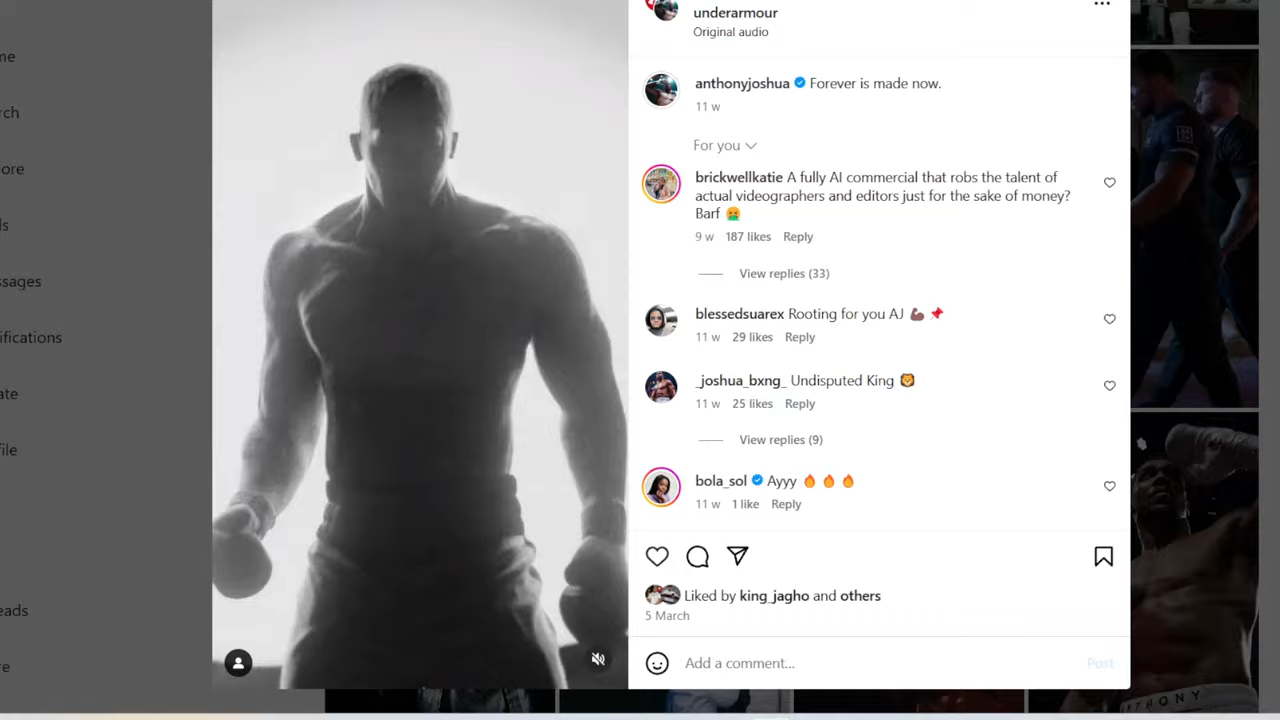 underarmour
Original audio
anthonyjoshua Forever is made now.
11 w
For you
brickwellkatie A fully AI commercial that robs the talent of
actual videographers and editors just for the sake of money?
Barf 🤮
9 w 187 likes Reply
View replies (33)
blessedsuarex Rooting for you AJ 💪🏿 📌
11 w 29 likes Reply
_joshua_bxng_ Undisputed King 🦁
11 w 25 likes Reply
View replies (9)
bola_sol Ayyy 🔥 🔥 🔥
11 w 1 like Reply
Liked by king_jagho and others
5 March
Add a comment... Post
me
rch
ore
ls
ssages
ifications
ate
file
eads
re
THONY